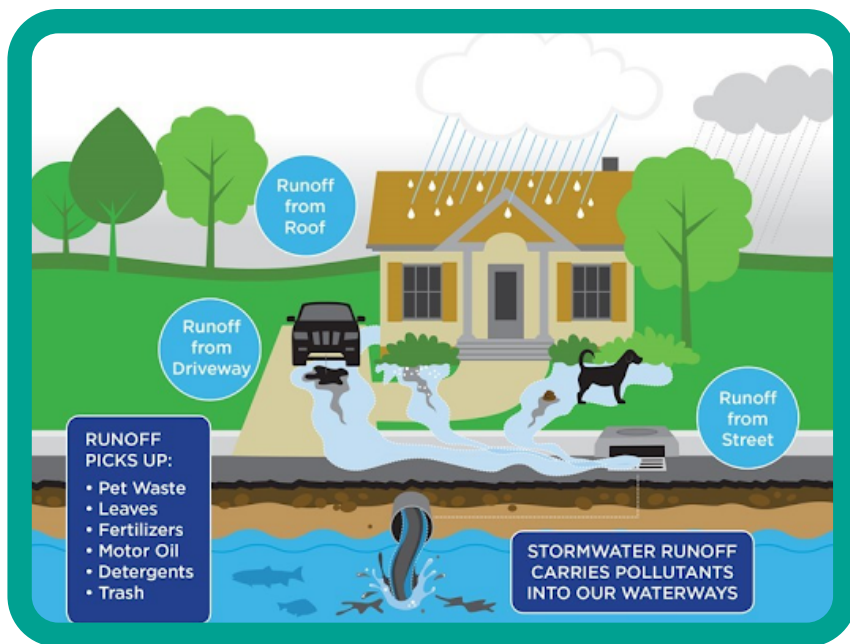 Runoff
from
Roof
Runoff
from
Driveway
Runoff
from
Street
RUNOFF
PICKS UP:
• Pet Waste
• Leaves
• Fertilizers
• Motor Oil
• Detergents
• Trash
STORMWATER RUNOFF
CARRIES POLLUTANTS
INTO OUR WATERWAYS